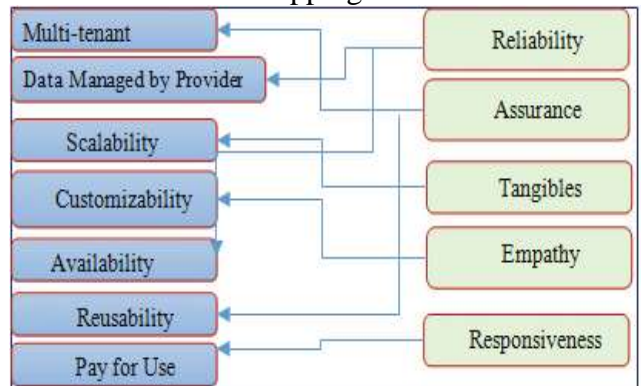 Multi-tenant
Data Managed by Provider
Scalability
Customizability
Availability
Reusability
Pay for Use
Reliability
Assurance
Tangibles
Empathy
Responsiveness